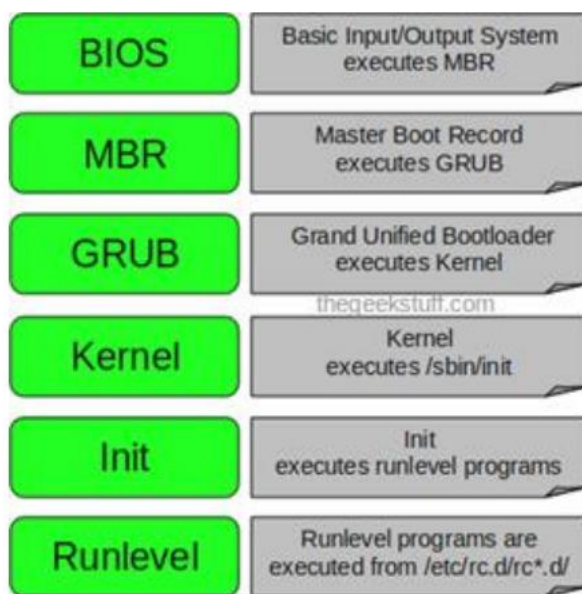 BIOS
Basic Input/Output System
executes MBR
MBR
Master Boot Record
executes GRUB
GRUB
Grand Unified Bootloader
executes Kernel
thegeekstuff.com
Kernel
Kernel
executes /sbin/init
Init
Init
executes runlevel programs
Runlevel
Runlevel programs are
executed from /etc/rc.d/rc*.d/